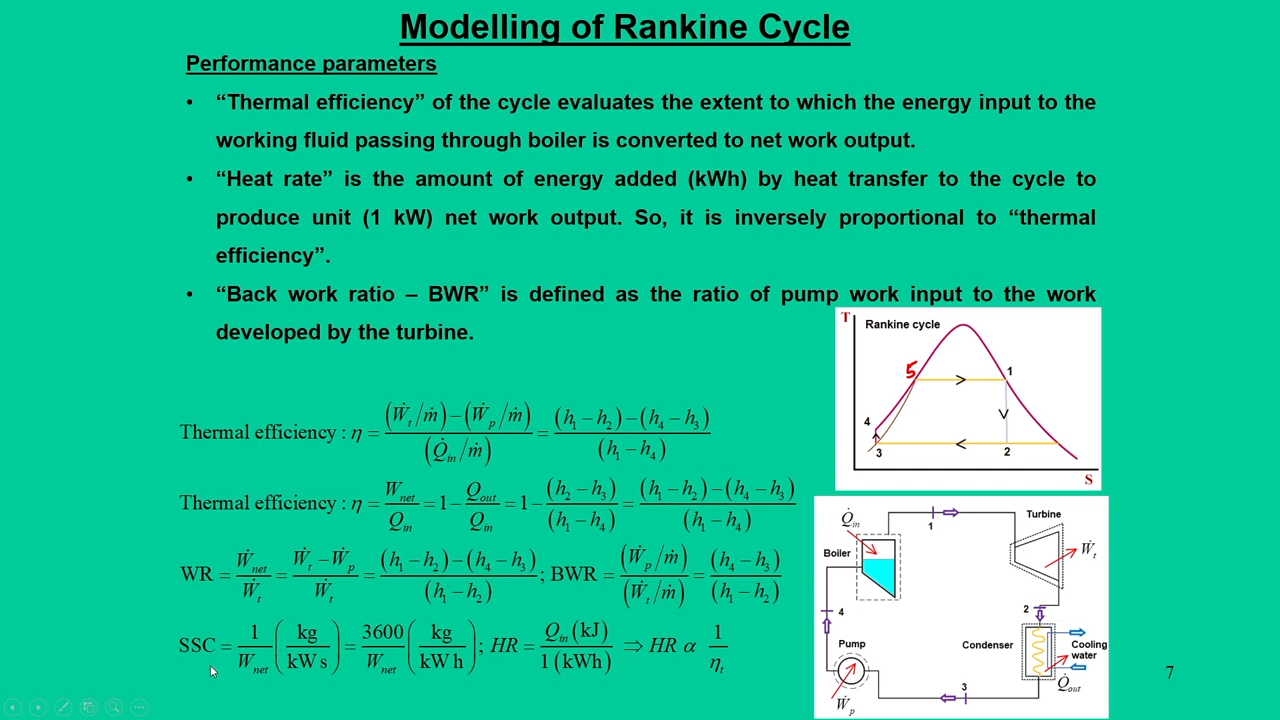 Modelling of Rankine Cycle
Performance parameters
• “Thermal efficiency” of the cycle evaluates the extent to which the energy input to the
working fluid passing through boiler is converted to net work output.
• “Heat rate” is the amount of energy added (kWh) by heat transfer to the cycle to
produce unit (1 kW) net work output. So, it is inversely proportional to “thermal
efficiency”.
• “Back work ratio – BWR” is defined as the ratio of pump work input to the work
developed by the turbine.
Thermal efficiency : η = ((Ẇt/ṁ) − (Ẇp/ṁ)) / (Q̇in/ṁ) = ((h1 − h2) − (h4 − h3)) / (h1 − h4)
Thermal efficiency : η = Wnet/Qin = 1 − Qout/Qin = 1 − (h2 − h3)/(h1 − h4) = ((h1 − h2) − (h4 − h3)) / (h1 − h4)
WR = Ẇnet/Ẇt = (Ẇt − Ẇp)/Ẇt = ((h1 − h2) − (h4 − h3)) / (h1 − h2) ; BWR = (Ẇp/ṁ)/(Ẇt/ṁ) = (h4 − h3)/(h1 − h2)
SSC = 1/Wnet (kg/kW s) = 3600/Wnet (kg/kW h) ; HR = Qin (kJ)/1(kWh) ⇒ HR α 1/ηt
T
Rankine cycle
5
1
4
3
2
S
Q̇in
1
Turbine
Boiler
Ẇt
4
2
Pump
Condenser
Cooling
water
Q̇out
3
Ẇp
7